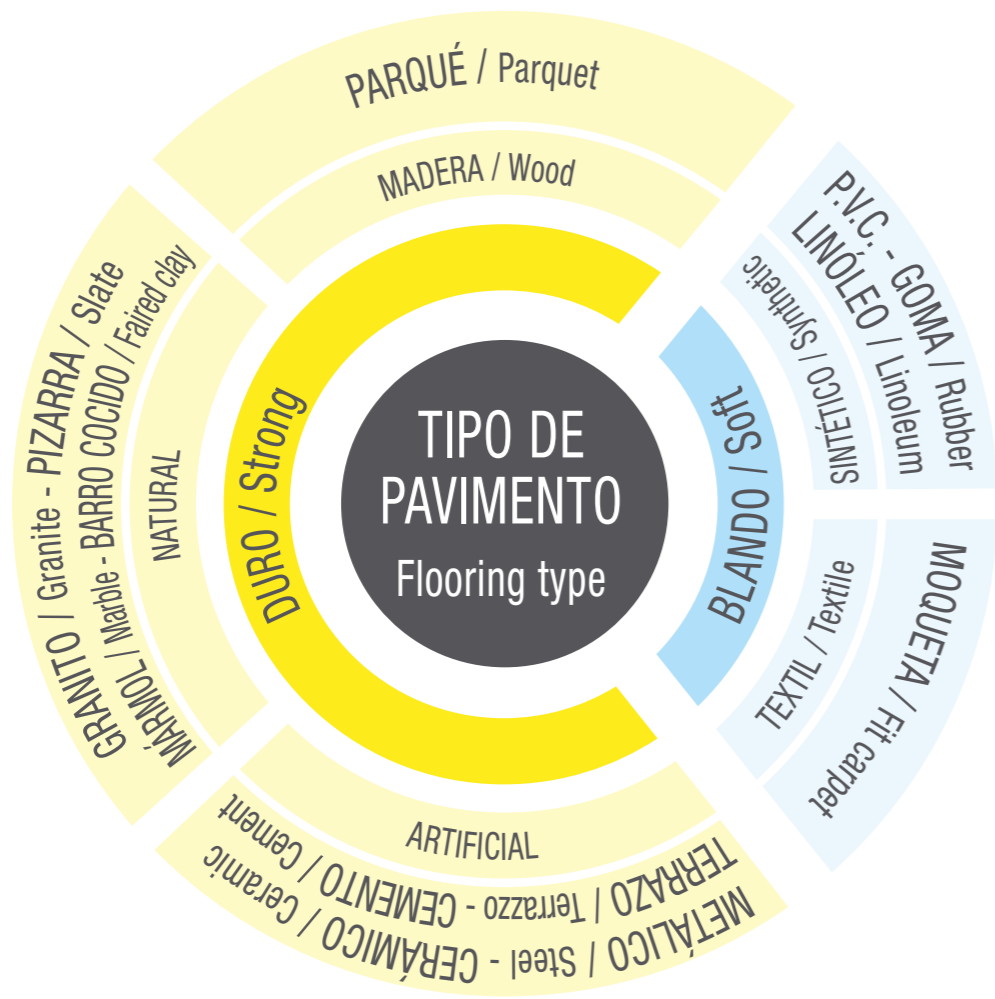 TIPO DE
PAVIMENTO
Flooring type
DURO / Strong
BLANDO / Soft
PARQUÉ / Parquet
MADERA / Wood
P.V.C. - GOMA / Rubber
LINÓLEO / Linoleum
SINTÉTICO / Synthetic
TEXTIL / Textile
MOQUETA / Fit carpet
ARTIFICIAL
TERRAZO / Terrazzo - CEMENTO / Cement
METÁLICO / Steel - CERÁMICO / Ceramic
GRANITO / Granite - PIZARRA / Slate
MÁRMOL / Marble - BARRO COCIDO / Faired clay
NATURAL